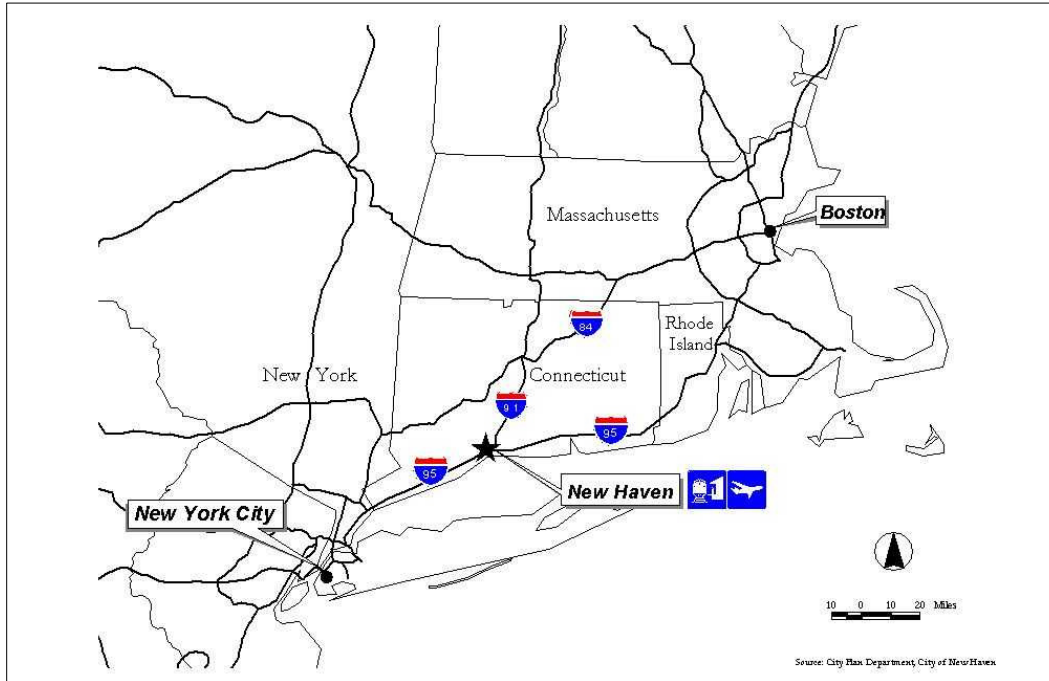 Massachusetts
Boston
84
Rhode
Island
New York
Connecticut
91
95
95
New Haven
New York City
10 0 10 20 Miles
Source: City Plan Department, City of New Haven